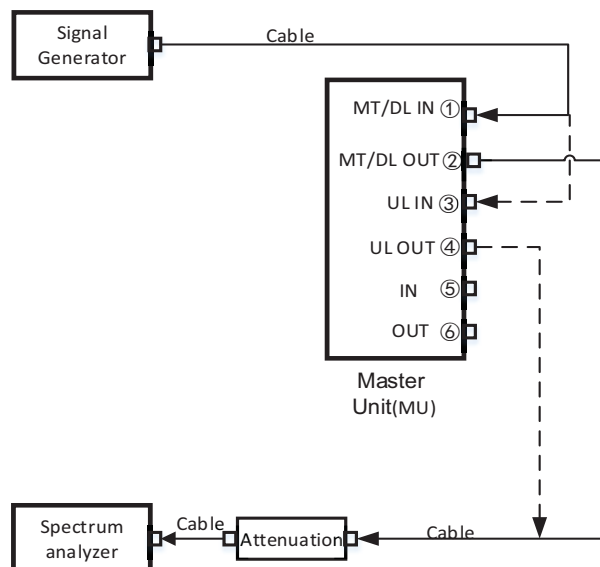 Signal
Generator
Cable
MT/DL IN ①
MT/DL OUT ②
UL IN ③
UL OUT ④
IN ⑤
OUT ⑥
Master
Unit(MU)
Spectrum
analyzer
Cable
Attenuation
Cable